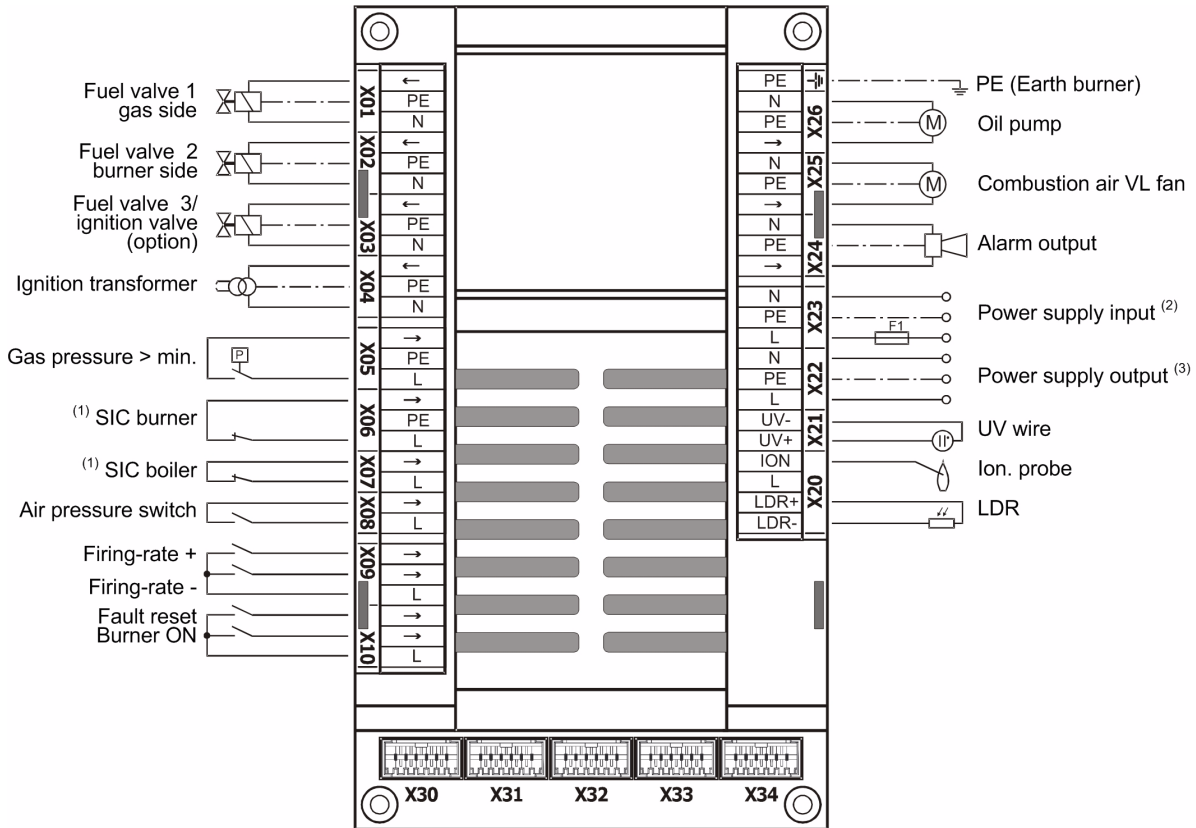 Fuel valve 1
gas side
Fuel valve 2
burner side
Fuel valve 3/
ignition valve
(option)
Ignition transformer
Gas pressure > min.
P
(1) SIC burner
(1) SIC boiler
Air pressure switch
Firing-rate +
Firing-rate -
Fault reset
Burner ON
X01
←
PE
N
X02
←
PE
N
X03
←
PE
N
X04
←
PE
N
X05
→
PE
L
X06
→
PE
L
X07
→
L
X08
→
L
X09
→
→
L
X10
→
→
L
PE
X26
N
PE
→
X25
N
PE
→
X24
N
PE
→
X23
N
PE
L
X22
N
PE
L
X21
UV-
UV+
X20
ION
L
LDR+
LDR-
PE (Earth burner)
M
Oil pump
M
Combustion air VL fan
Alarm output
Power supply input (2)
F1
Power supply output (3)
UV wire
Ion. probe
LDR
X30 X31 X32 X33 X34